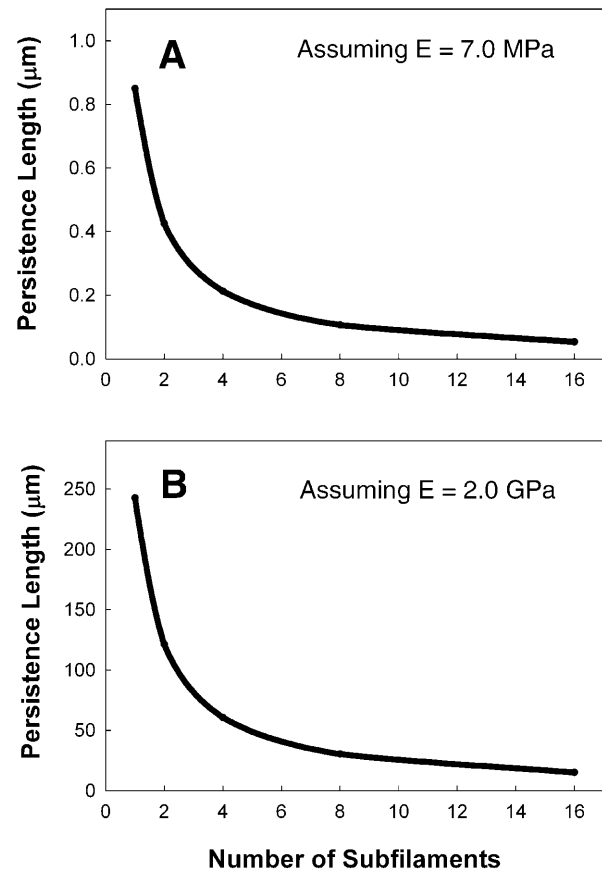 A
Assuming E = 7.0 MPa
Persistence Length (μm)
1.0
0.8
0.6
0.4
0.2
0.0
0 2 4 6 8 10 12 14 16
B
Assuming E = 2.0 GPa
Persistence Length (μm)
250
200
150
100
50
0
0 2 4 6 8 10 12 14 16
Number of Subfilaments